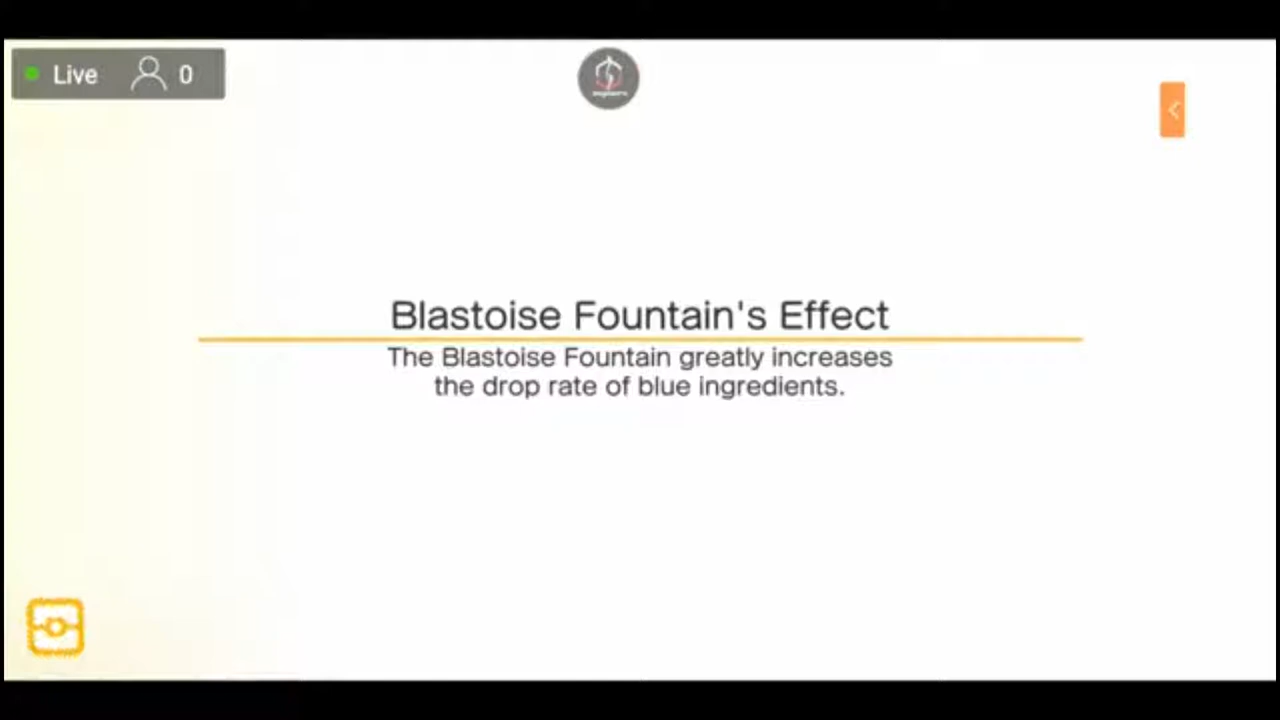 Live 0
Blastoise Fountain's Effect
The Blastoise Fountain greatly increases
the drop rate of blue ingredients.